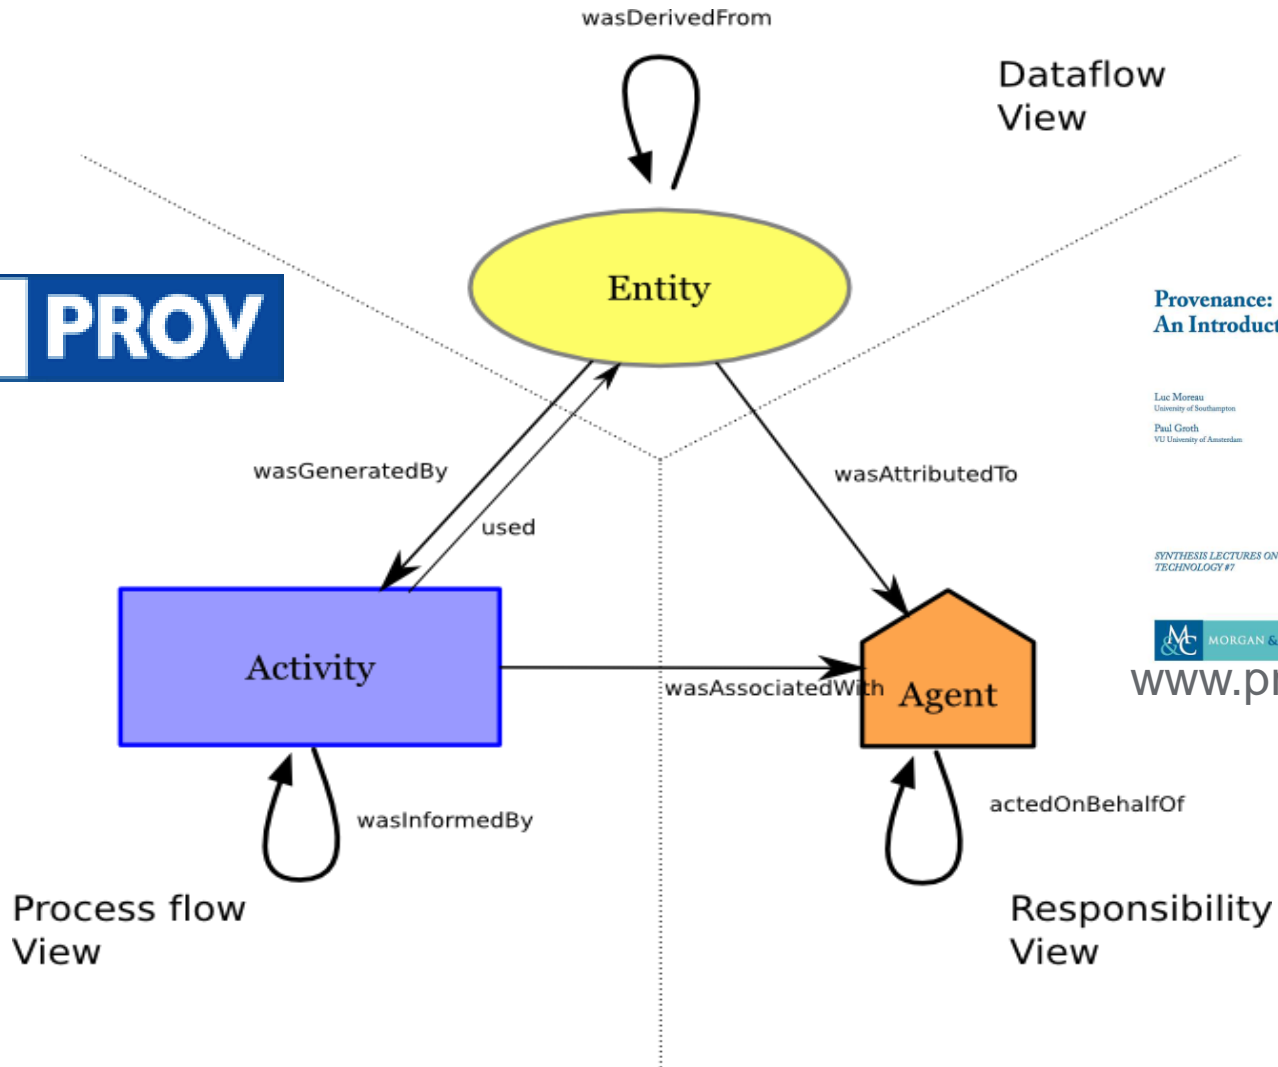 wasDerivedFrom
Dataflow
View
PROV
Entity
Provenance:
An Introduct
Luc Moreau
University of Southampton
Paul Groth
VU University of Amsterdam
wasGeneratedBy
wasAttributedTo
used
SYNTHESIS LECTURES ON
TECHNOLOGY #7
M&C MORGAN &
www.pr
Activity
wasAssociatedWith
Agent
wasInformedBy
actedOnBehalfOf
Process flow
View
Responsibility
View